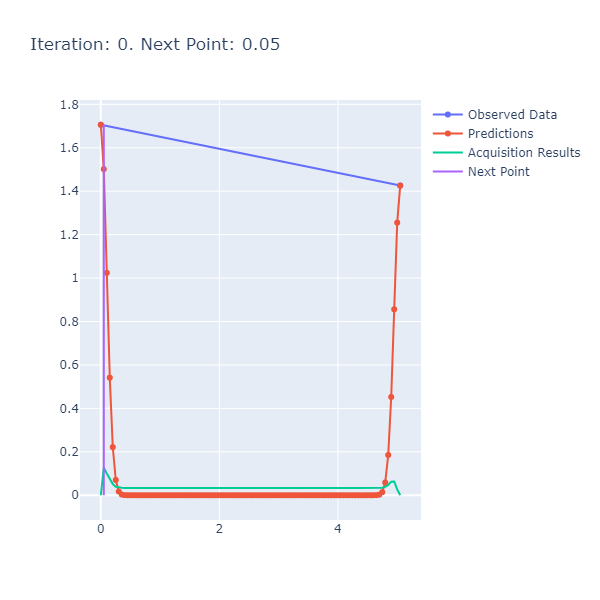 Iteration: 0. Next Point: 0.05
Observed Data
Predictions
Acquisition Results
Next Point
1.8
1.6
1.4
1.2
1
0.8
0.6
0.4
0.2
0
0
2
4